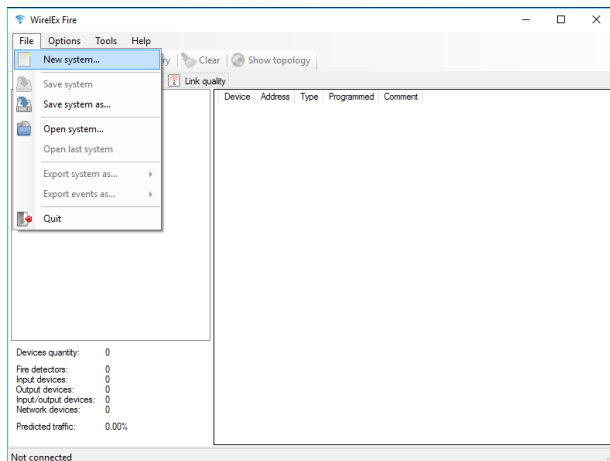 WirelEx Fire
File Options Tools Help
New system...
ry Clear Show topology
Save system
Link quality
Save system as...
Device Address Type Programmed Comment
Open system...
Open last system
Export system as...
Export events as...
Quit
Devices quantity: 0
Fire detectors: 0
Input devices: 0
Output devices: 0
Input/output devices: 0
Network devices: 0
Predicted traffic: 0.00%
Not connected